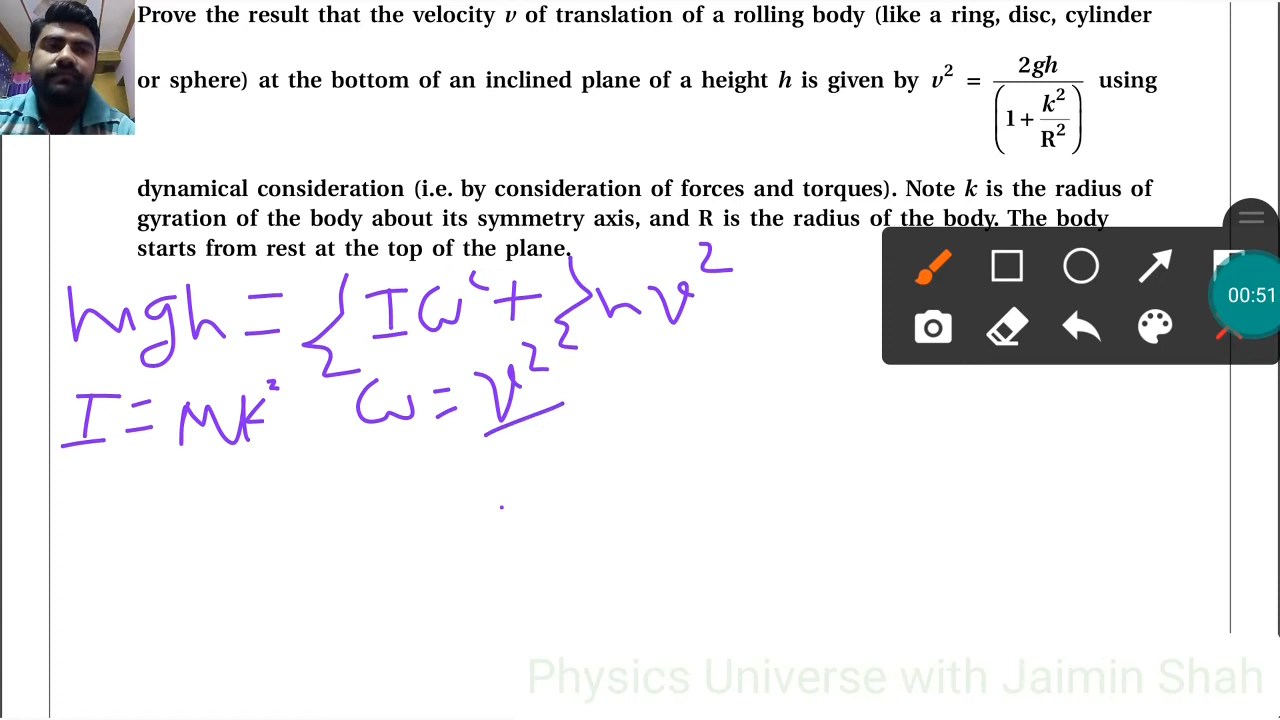 Prove the result that the velocity v of translation of a rolling body (like a ring, disc, cylinder
or sphere) at the bottom of an inclined plane of a height h is given by v² = 2gh / (1 + k²/R²) using
dynamical consideration (i.e. by consideration of forces and torques). Note k is the radius of
gyration of the body about its symmetry axis, and R is the radius of the body. The body
starts from rest at the top of the plane.
mgh = ½ I ω² + ½ m v²
I = MK² ω = v²
00:51
Physics Universe with Jaimin Shah